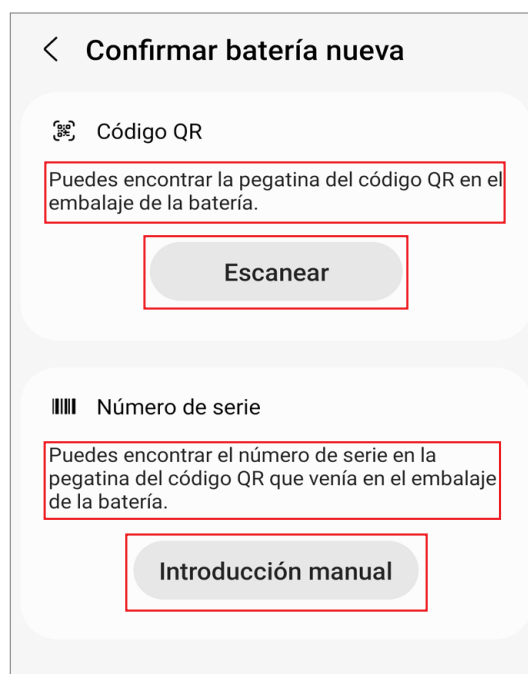 Confirmar batería nueva
Código QR
Puedes encontrar la pegatina del código QR en el
embalaje de la batería.
Escanear
Número de serie
Puedes encontrar el número de serie en la
pegatina del código QR que venía en el embalaje
de la batería.
Introducción manual